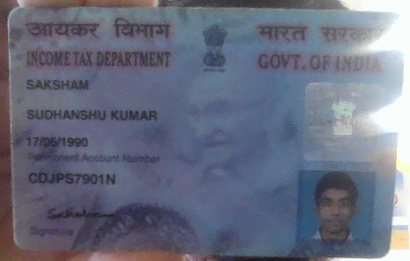 आयकर विभाग
भारत सरकार
INCOME TAX DEPARTMENT
GOVT. OF INDIA
SAKSHAM
SUDHANSHU KUMAR
17/06/1990
Permanent Account Number
CDJPS7901N
Saksham
Signature